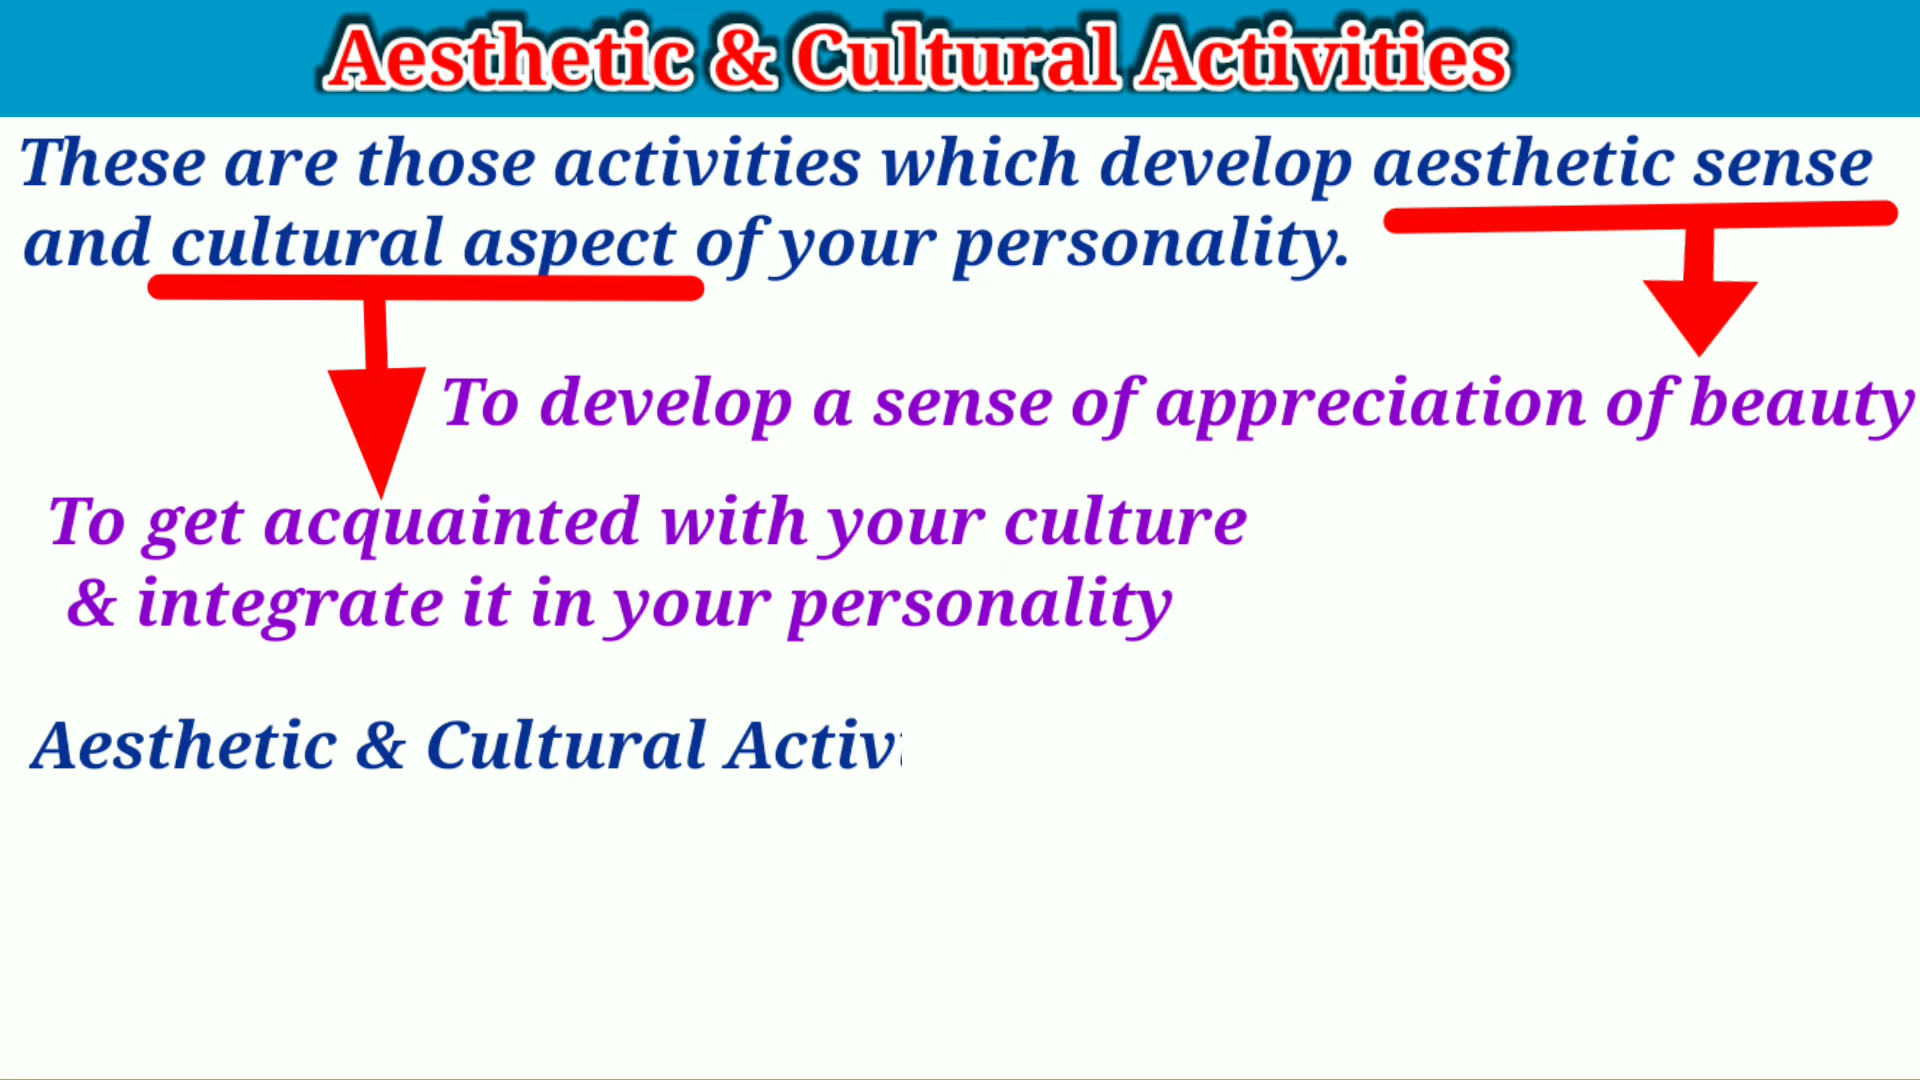 Aesthetic & Cultural Activities
These are those activities which develop aesthetic sense
and cultural aspect of your personality.
To develop a sense of appreciation of beauty
To get acquainted with your culture
& integrate it in your personality
Aesthetic & Cultural Activ